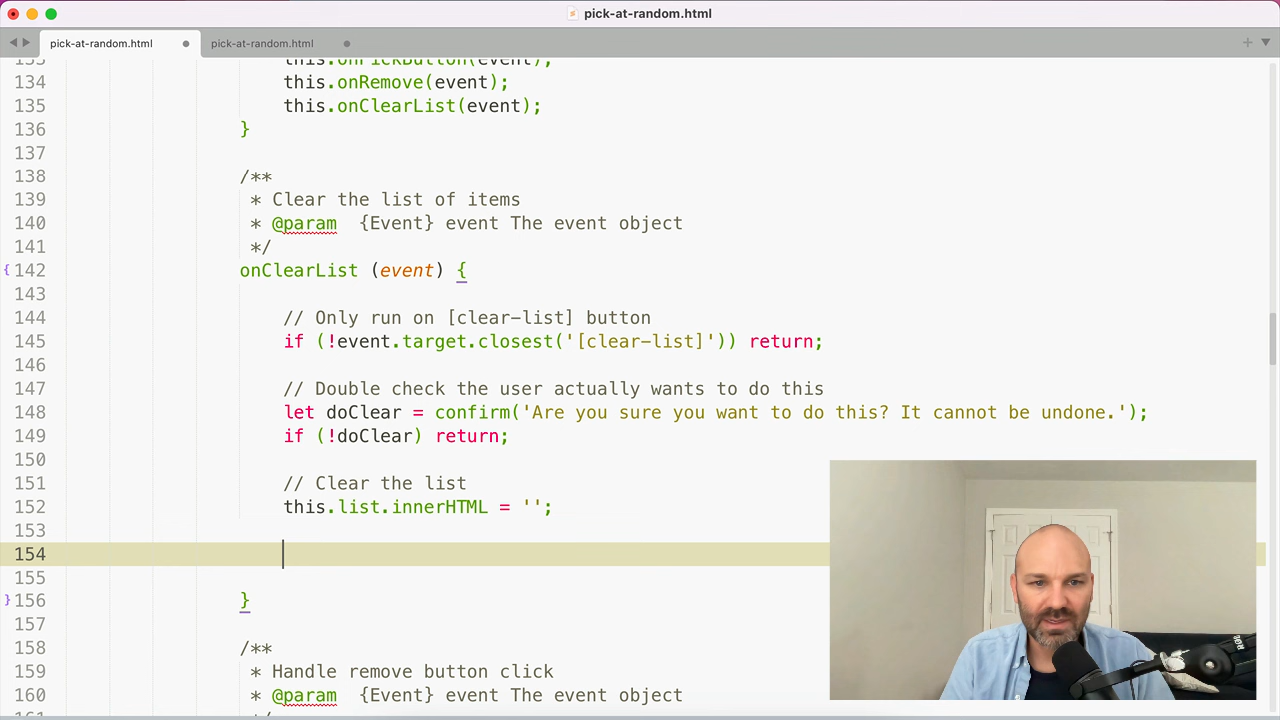 pick-at-random.html
pick-at-random.html
pick-at-random.html
133 this.onPickButton(event);
134 this.onRemove(event);
135 this.onClearList(event);
136 }
137
138 /**
139 * Clear the list of items
140 * @param  {Event} event The event object
141 */
142 onClearList (event) {
143
144 // Only run on [clear-list] button
145 if (!event.target.closest('[clear-list]')) return;
146
147 // Double check the user actually wants to do this
148 let doClear = confirm('Are you sure you want to do this? It cannot be undone.');
149 if (!doClear) return;
150
151 // Clear the list
152 this.list.innerHTML = '';
153
154
155
156 }
157
158 /**
159 * Handle remove button click
160 * @param  {Event} event The event object
161 */